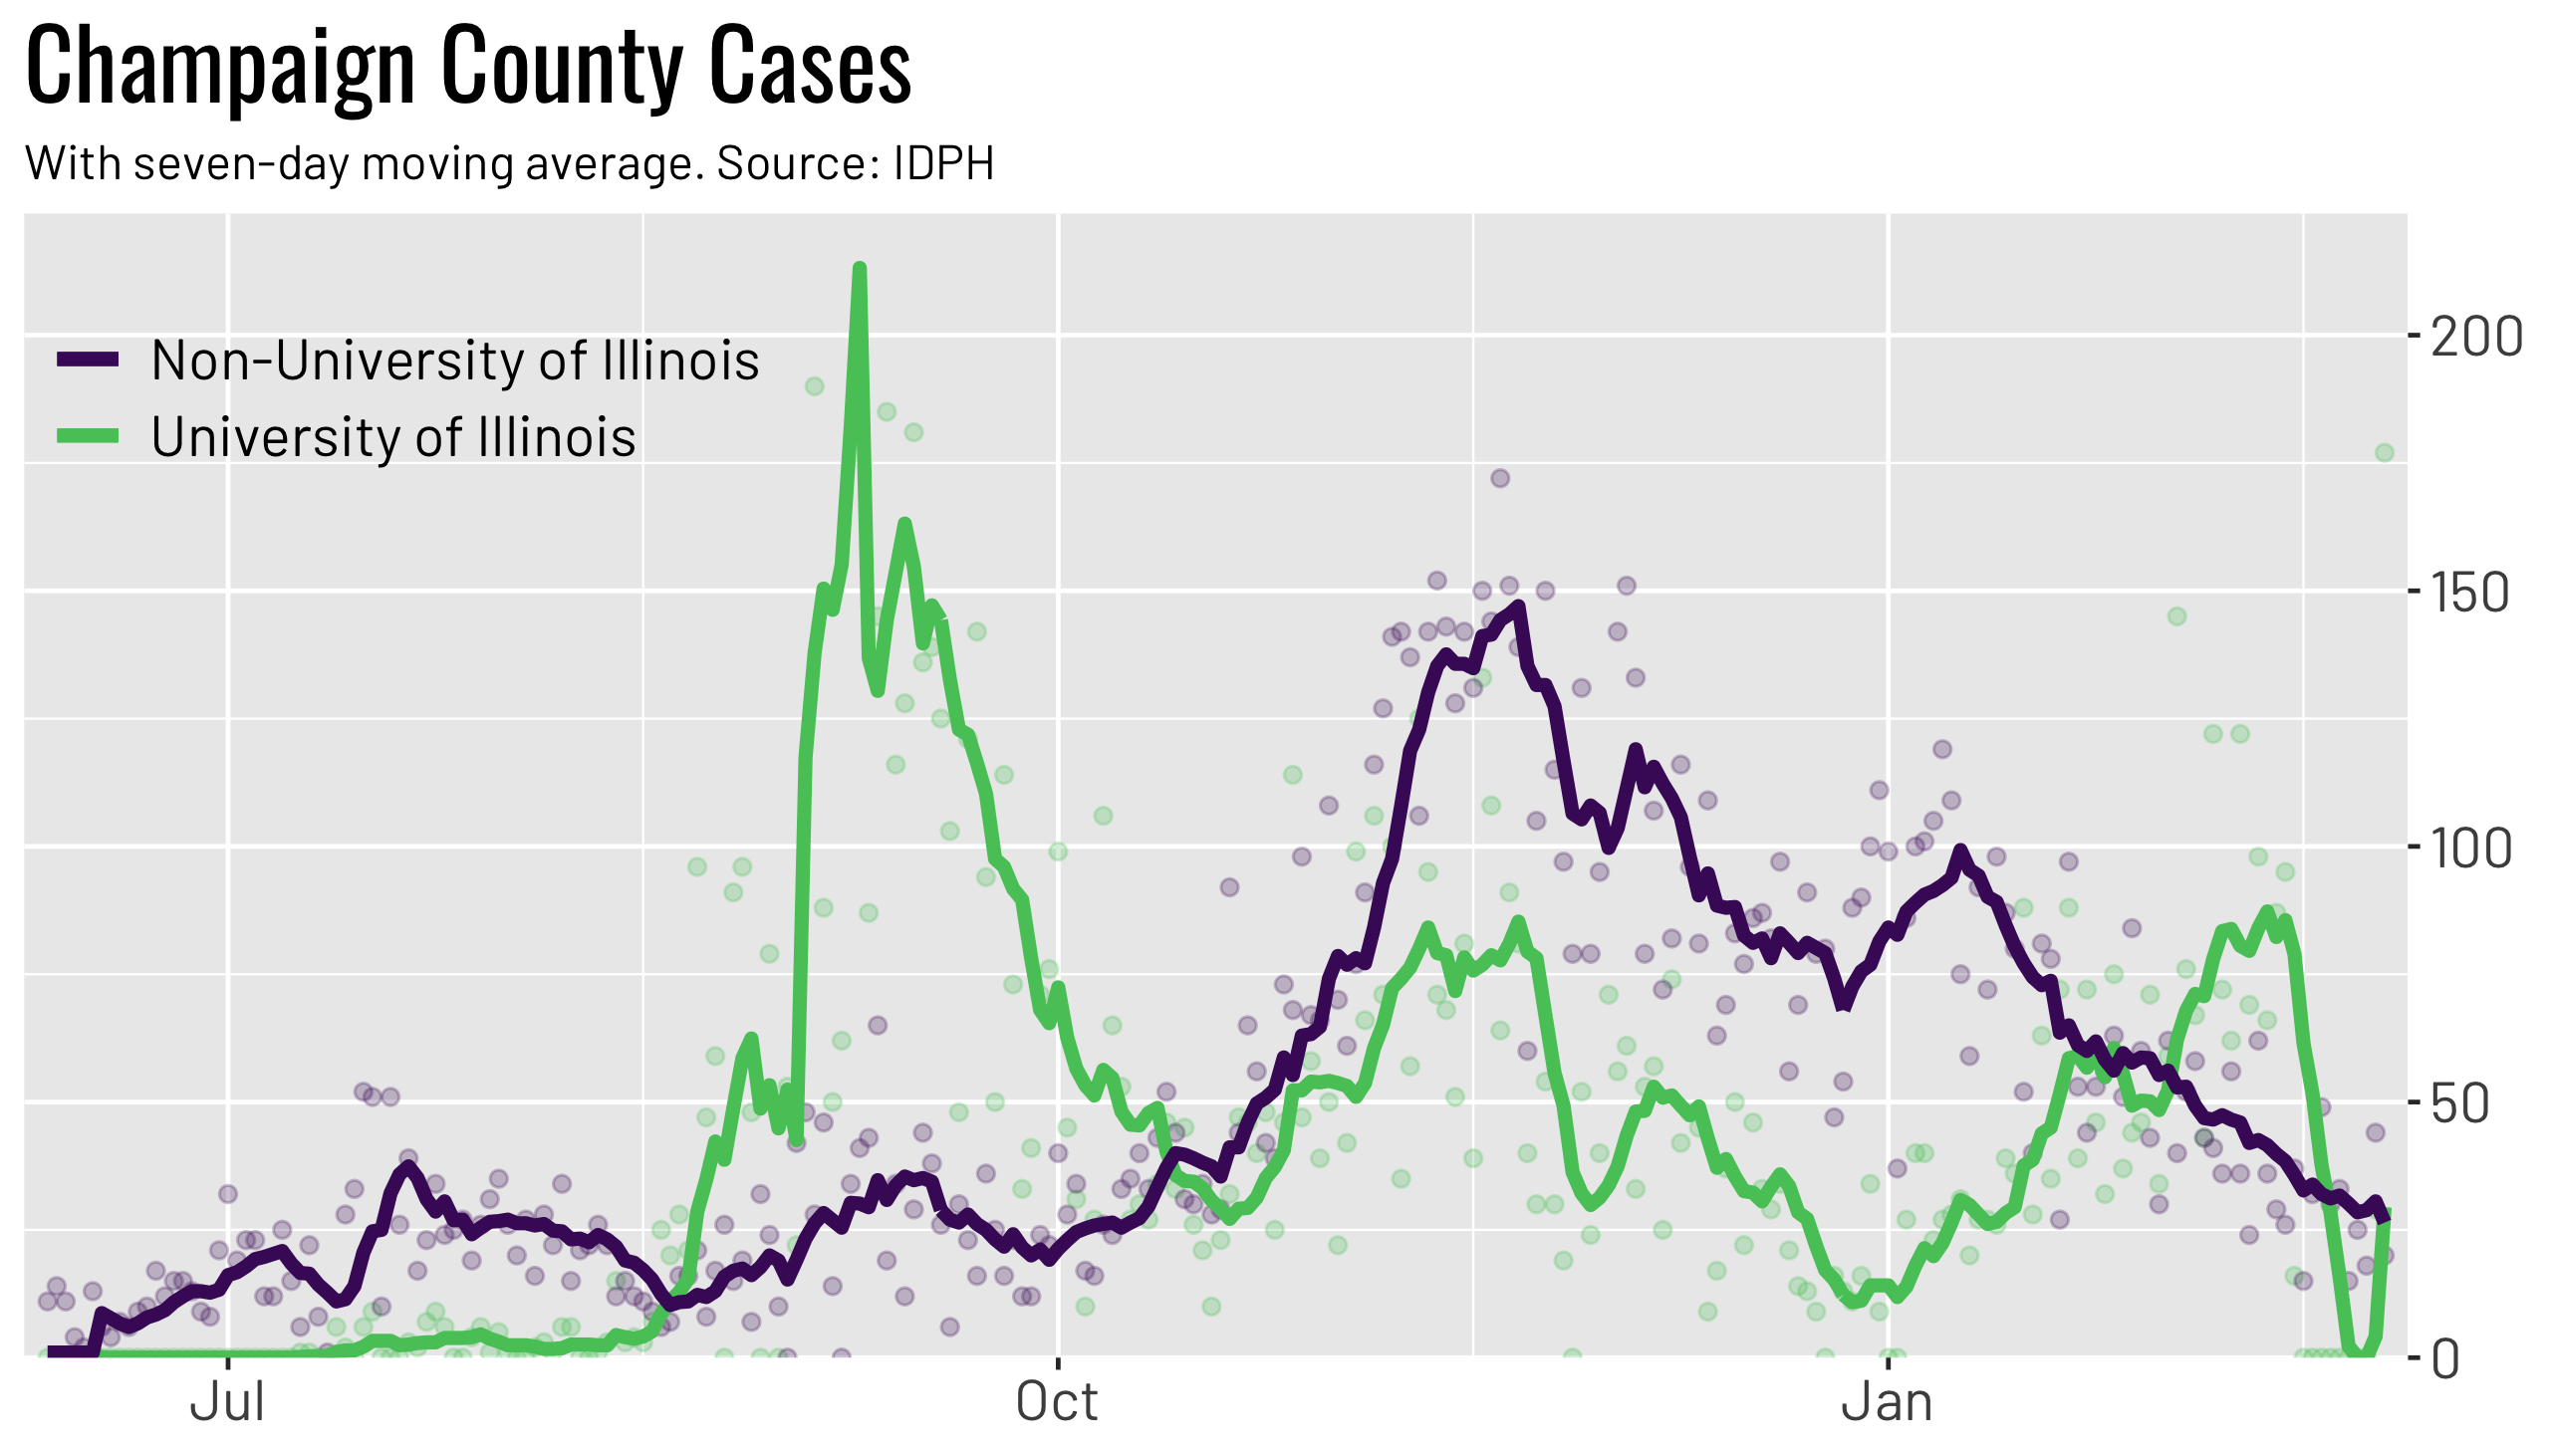 Champaign County Cases
With seven-day moving average. Source: IDPH
Non-University of Illinois
University of Illinois
200
150
100
50
0
Jul
Oct
Jan